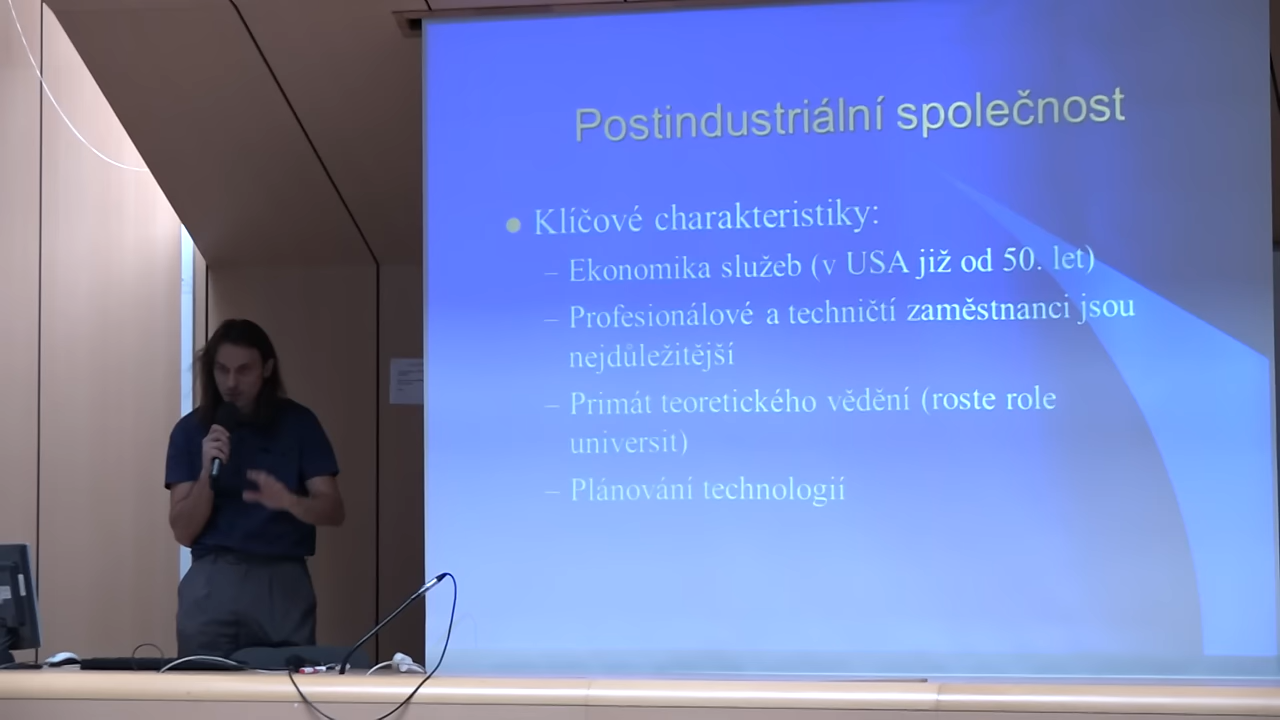 Postindustriální společnost
Klíčové charakteristiky:
– Ekonomika služeb (v USA již od 50. let)
– Profesionálové a techničtí zaměstnanci jsou
nejdůležitější
– Primát teoretického vědění (roste role
universit)
– Plánování technologií